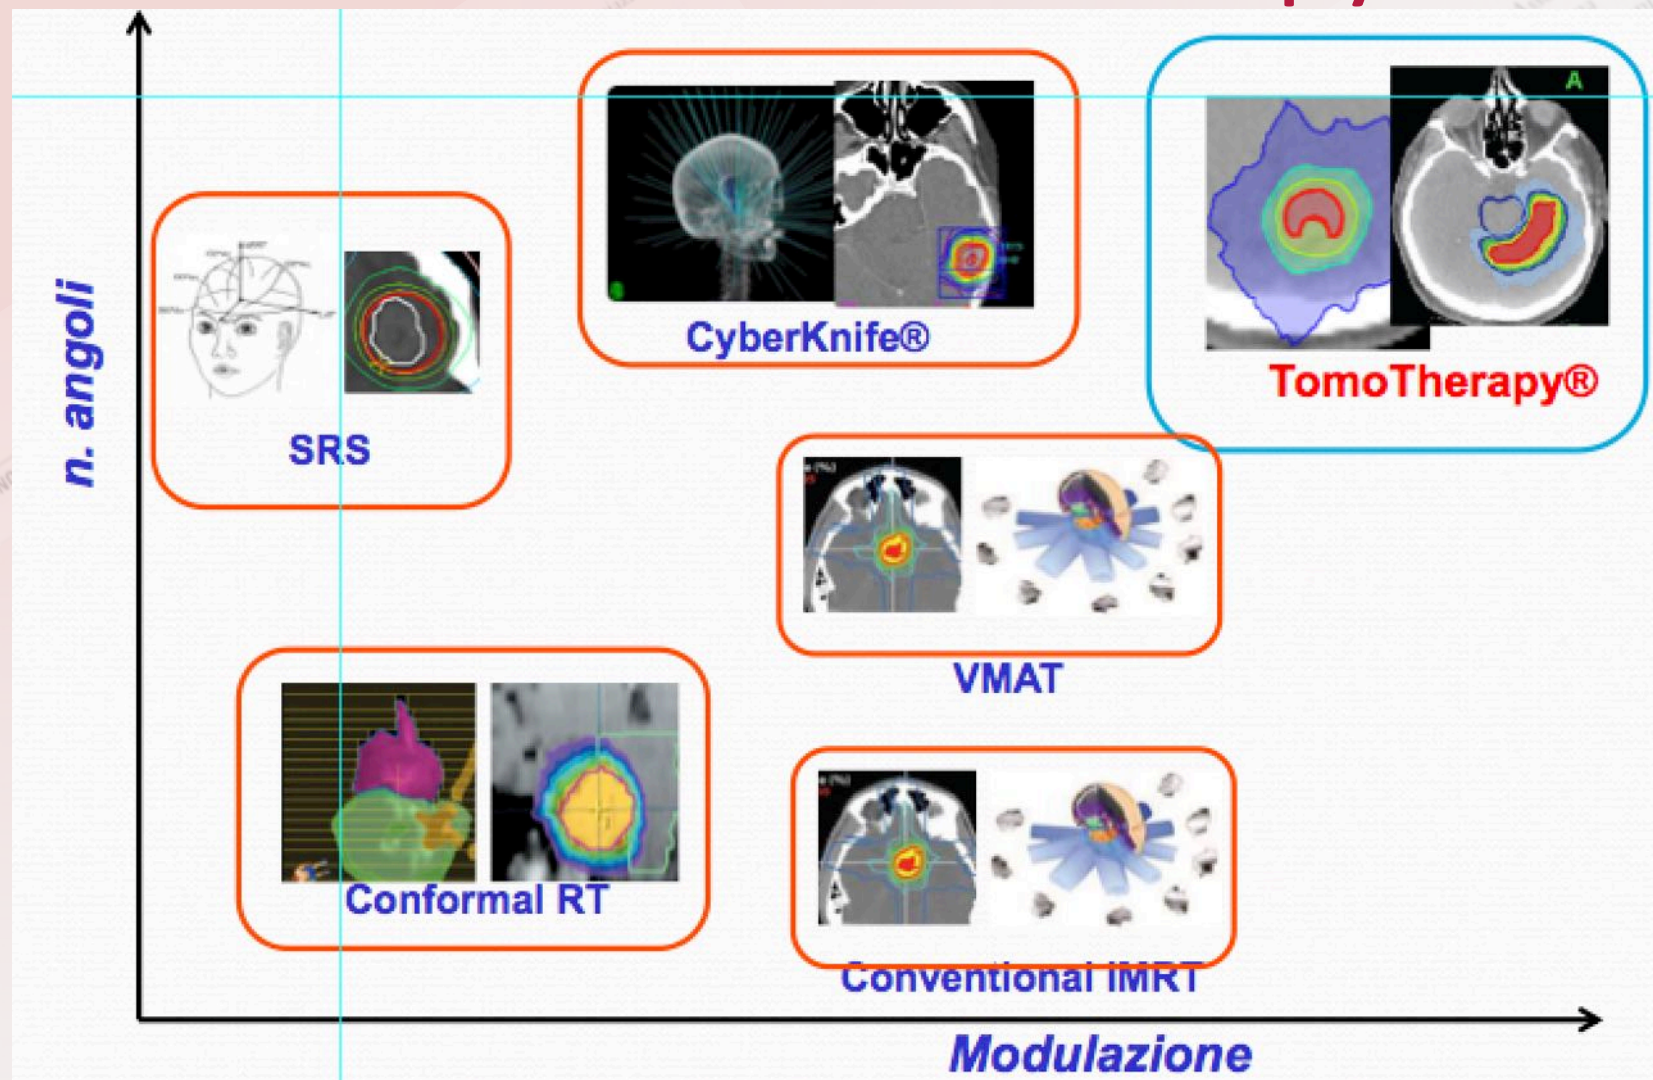 n. angoli
CyberKnife®
A
TomoTherapy®
SRS
(%)
VMAT
Conformal RT
(%)
Conventional IMRT
Modulazione